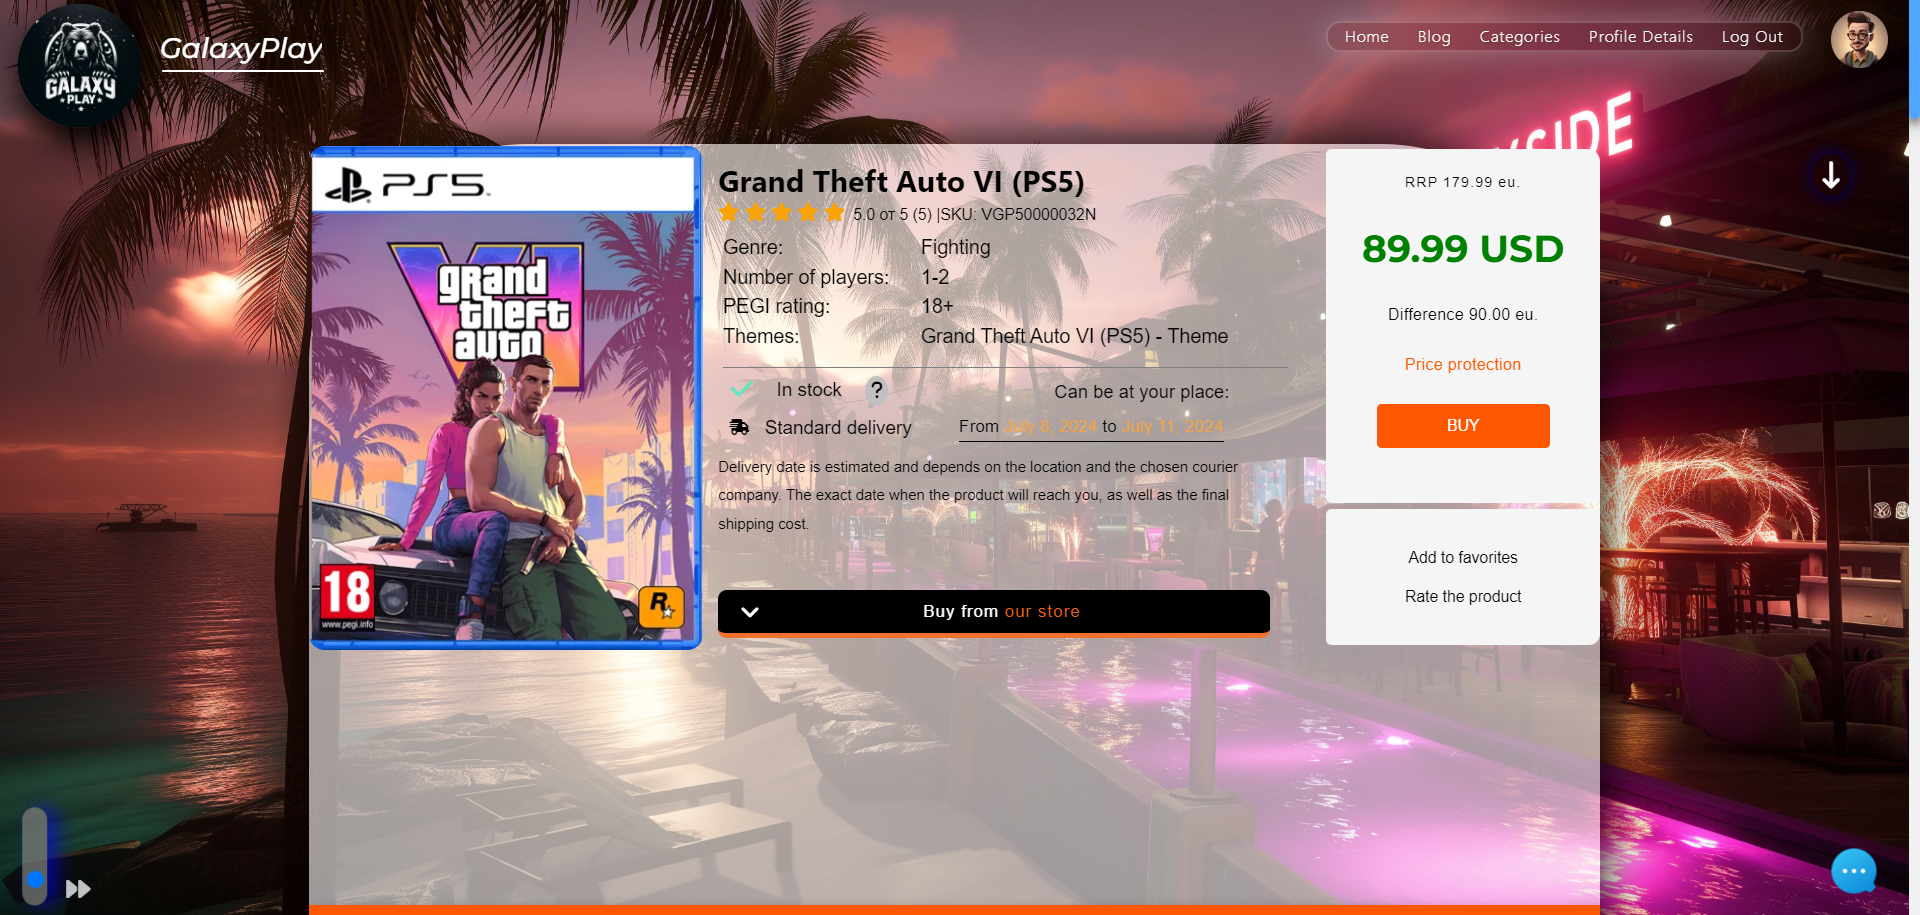 GALAXY
PLAY
GalaxyPlay
Home Blog Categories Profile Details Log Out
SIDE
PS5
grand
theft
auto
VI
18
www.pegi.info
R
Grand Theft Auto VI (PS5)
5.0 от 5 (5) |SKU: VGP50000032N
Genre: Fighting
Number of players: 1-2
PEGI rating: 18+
Themes: Grand Theft Auto VI (PS5) - Theme
In stock ? Can be at your place:
Standard delivery From July 8, 2024 to July 11, 2024
Delivery date is estimated and depends on the location and the chosen courier
company. The exact date when the product will reach you, as well as the final
shipping cost.
Buy from our store
RRP 179.99 eu.
89.99 USD
Difference 90.00 eu.
Price protection
BUY
Add to favorites
Rate the product